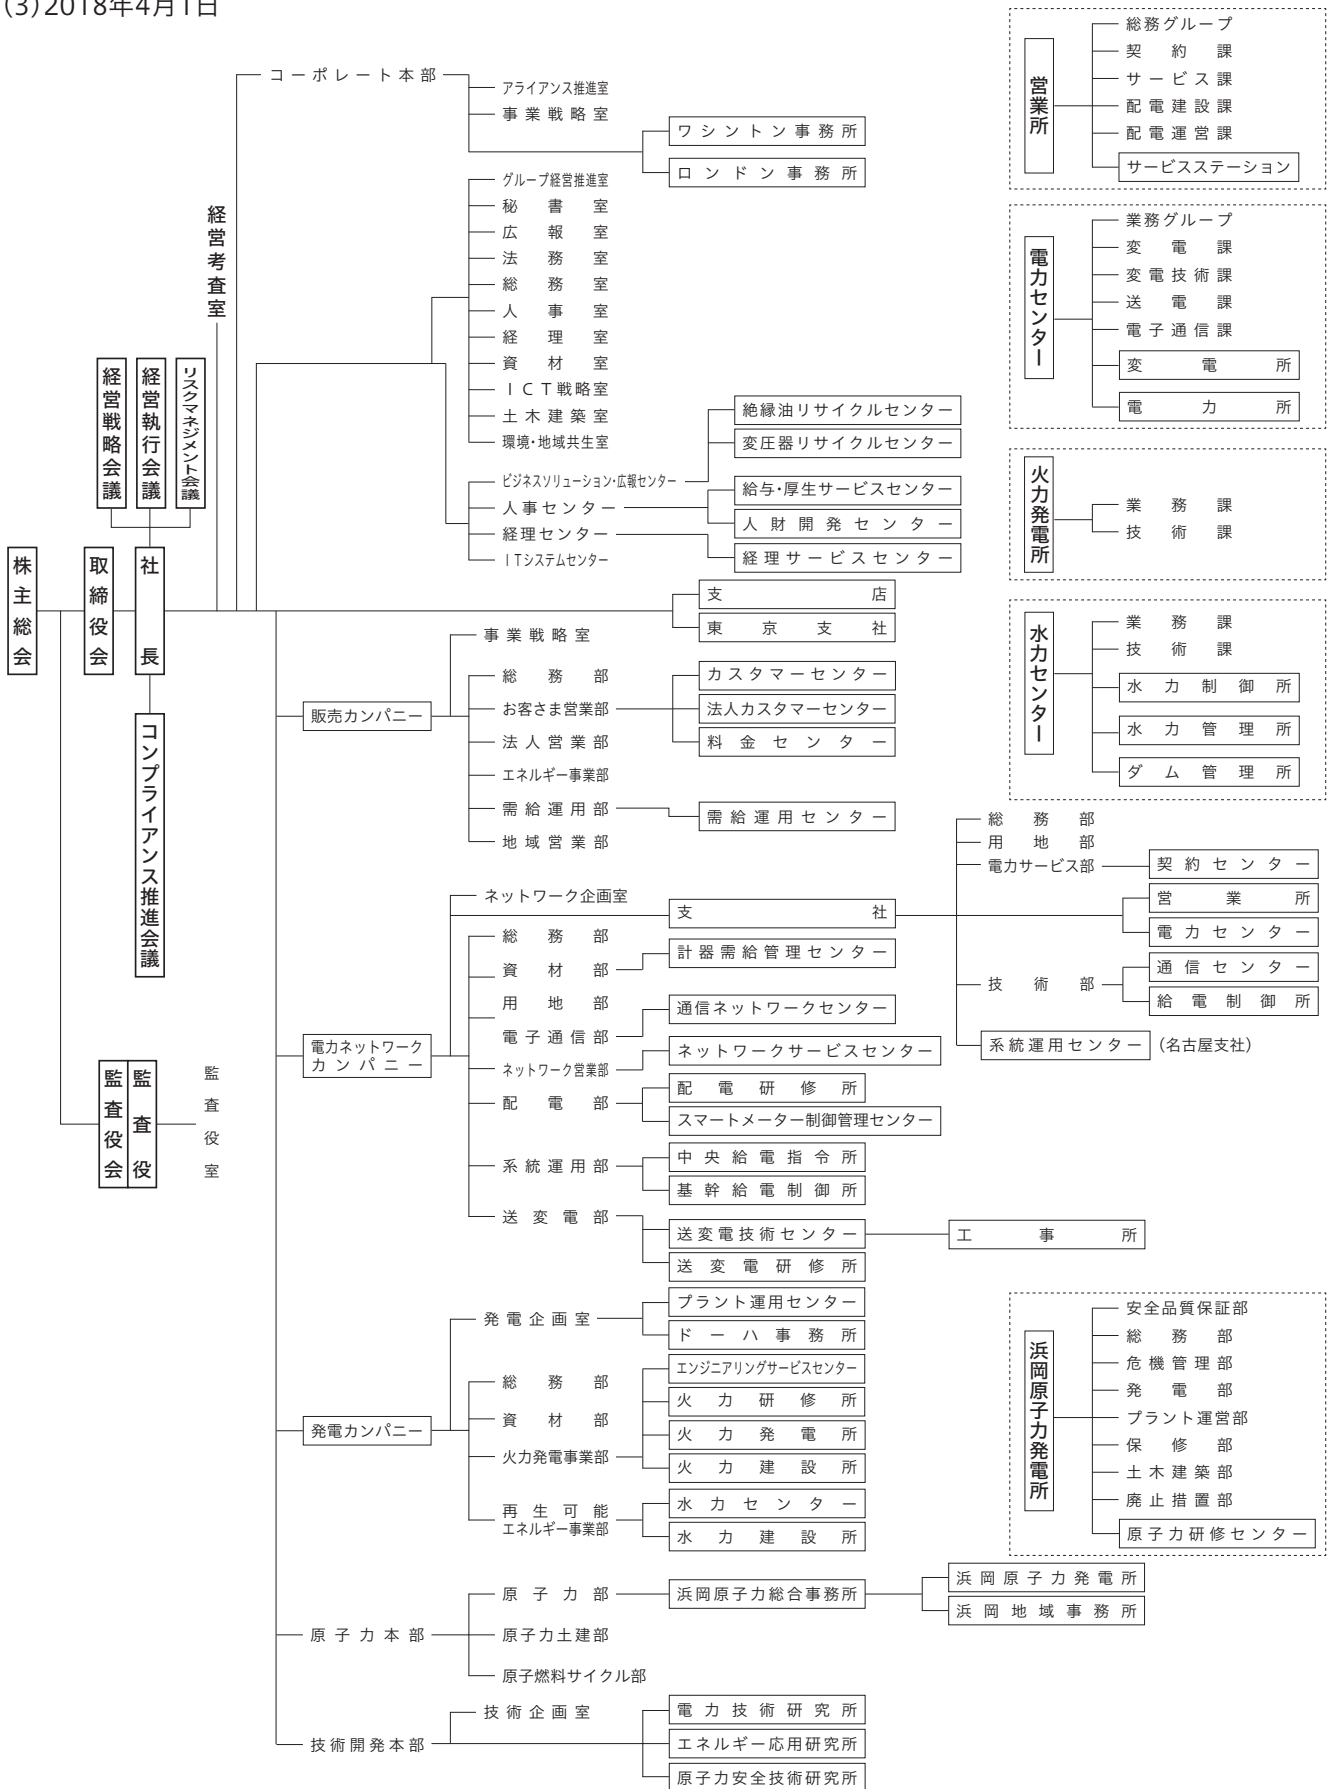 (3)2018年4月1日
株主総会
取締役会
社長
経営戦略会議
経営執行会議
リスクマネジメント会議
コンプライアンス推進会議
監査役会
監査役
監査役室
経営考査室
コーポレート本部
アライアンス推進室
事業戦略室
ワシントン事務所
ロンドン事務所
グループ経営推進室
秘書室
広報室
法務室
総務室
人事室
経理室
資材室
ICT戦略室
土木建築室
環境・地域共生室
ビジネスソリューション・広報センター
絶縁油リサイクルセンター
変圧器リサイクルセンター
人事センター
給与・厚生サービスセンター
人財開発センター
経理センター
経理サービスセンター
ITシステムセンター
支店
東京支社
販売カンパニー
事業戦略室
総務部
お客さま営業部
カスタマーセンター
法人カスタマーセンター
料金センター
法人営業部
エネルギー事業部
需給運用部
需給運用センター
地域営業部
電力ネットワーク
カンパニー
ネットワーク企画室
支社
総務部
用地部
電力サービス部
契約センター
営業所
電力センター
技術部
通信センター
給電制御所
系統運用センター
(名古屋支社)
総務部
資材部
計器需給管理センター
用地部
電子通信部
通信ネットワークセンター
ネットワーク営業部
ネットワークサービスセンター
配電部
配電研修所
スマートメーター制御管理センター
系統運用部
中央給電指令所
基幹給電制御所
送変電部
送変電技術センター
工事所
送変電研修所
発電カンパニー
発電企画室
プラント運用センター
ドーハ事務所
総務部
資材部
火力発電事業部
エンジニアリングサービスセンター
火力研修所
火力発電所
火力建設所
再生可能
エネルギー事業部
水力センター
水力建設所
原子力本部
原子力部
浜岡原子力総合事務所
浜岡原子力発電所
浜岡地域事務所
原子力土建部
原子燃料サイクル部
技術開発本部
技術企画室
電力技術研究所
エネルギー応用研究所
原子力安全技術研究所
営業所
総務グループ
契約課
サービス課
配電建設課
配電運営課
サービスステーション
電力センター
業務グループ
変電課
変電技術課
送電課
電子通信課
変電所
電力所
火力発電所
業務課
技術課
水力センター
業務課
技術課
水力制御所
水力管理所
ダム管理所
浜岡原子力発電所
安全品質保証部
総務部
危機管理部
発電部
プラント運営部
保修部
土木建築部
廃止措置部
原子力研修センター